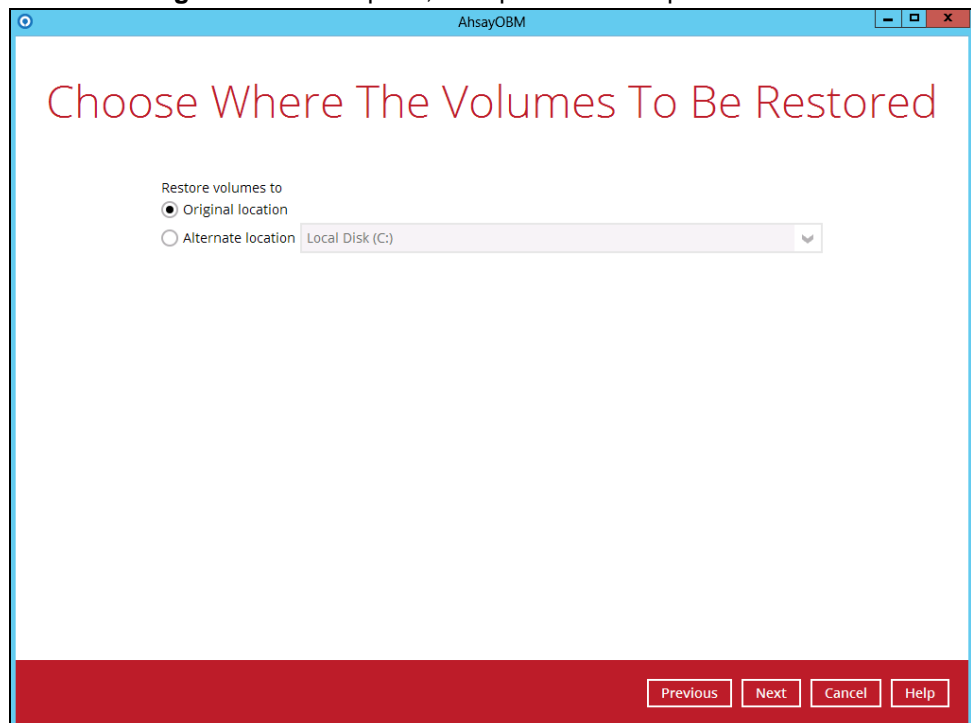 AhsayOBM
Choose Where The Volumes To Be Restored
Restore volumes to
Original location
Alternate location Local Disk (C:)
Previous Next Cancel Help